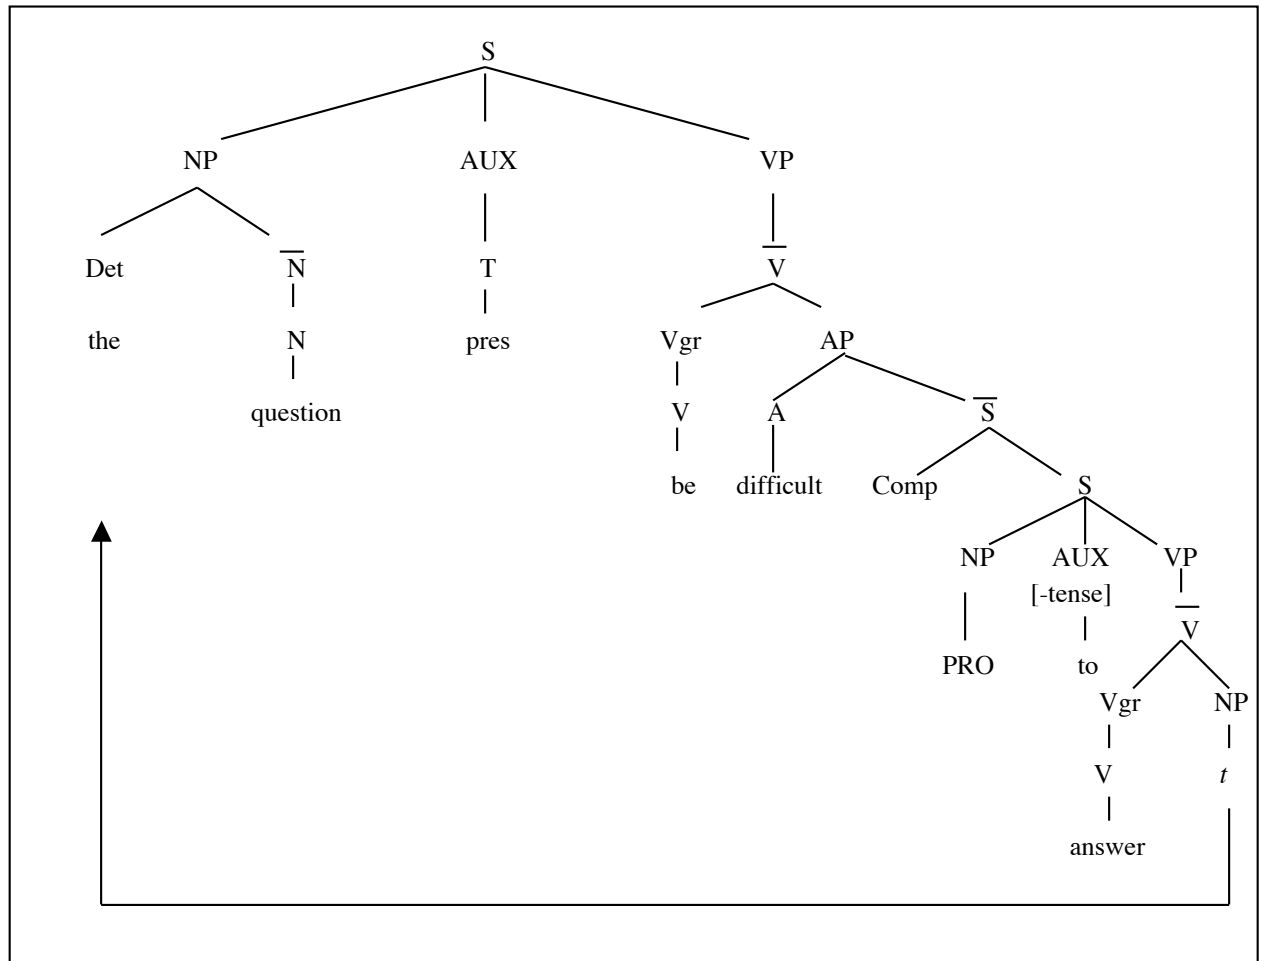 S
NP AUX VP
Det N̅ T V̅
the N pres Vgr AP
question V A S̅
be difficult Comp S
NP AUX VP
[-tense]
V̅
PRO to
Vgr NP
V t
answer